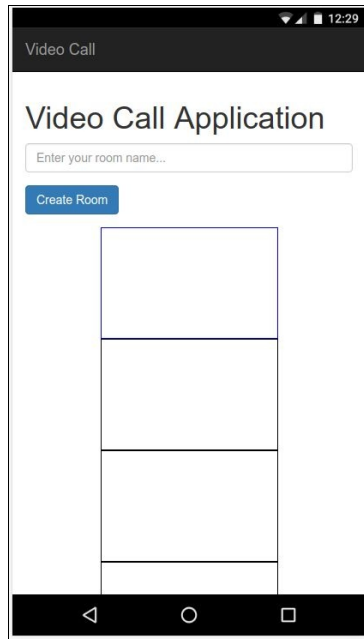 12:29
Video Call
Video Call Application
Enter your room name...
Create Room